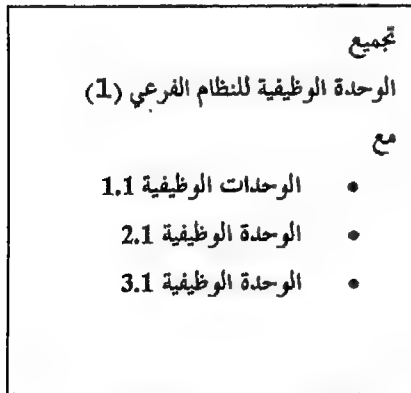 تجميع
الوحدة الوظيفية للنظام الفرعي (1)
مع
• الوحدات الوظيفية 1.1
• الوحدة الوظيفية 2.1
• الوحدة الوظيفية 3.1